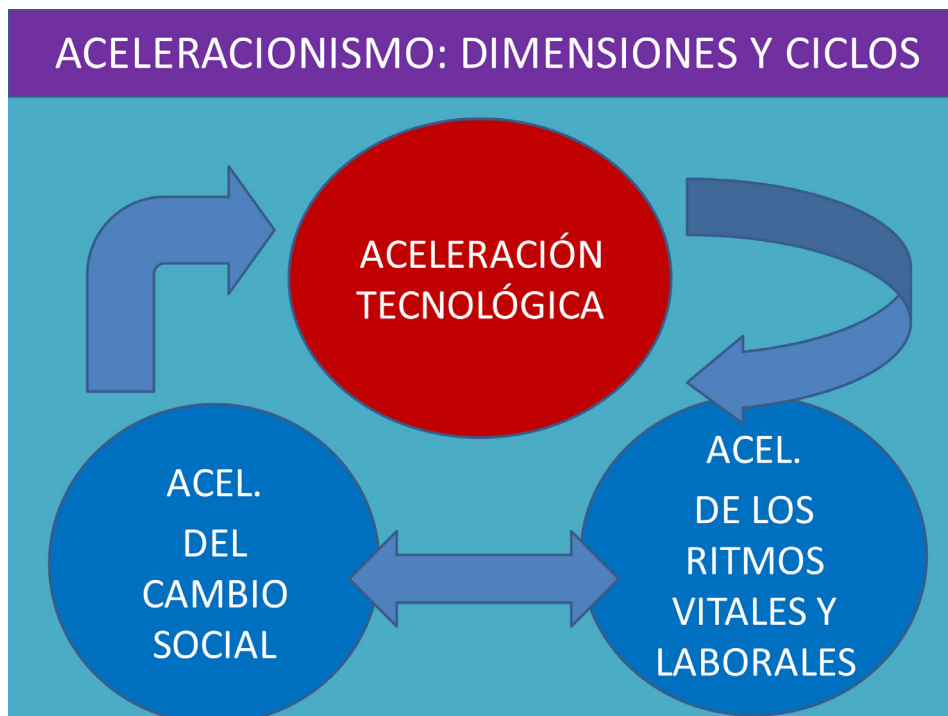 ACELERACIONISMO: DIMENSIONES Y CICLOS
ACELERACIÓN
TECNOLÓGICA
ACEL.
DEL
CAMBIO
SOCIAL
ACEL.
DE LOS
RITMOS
VITALES Y
LABORALES